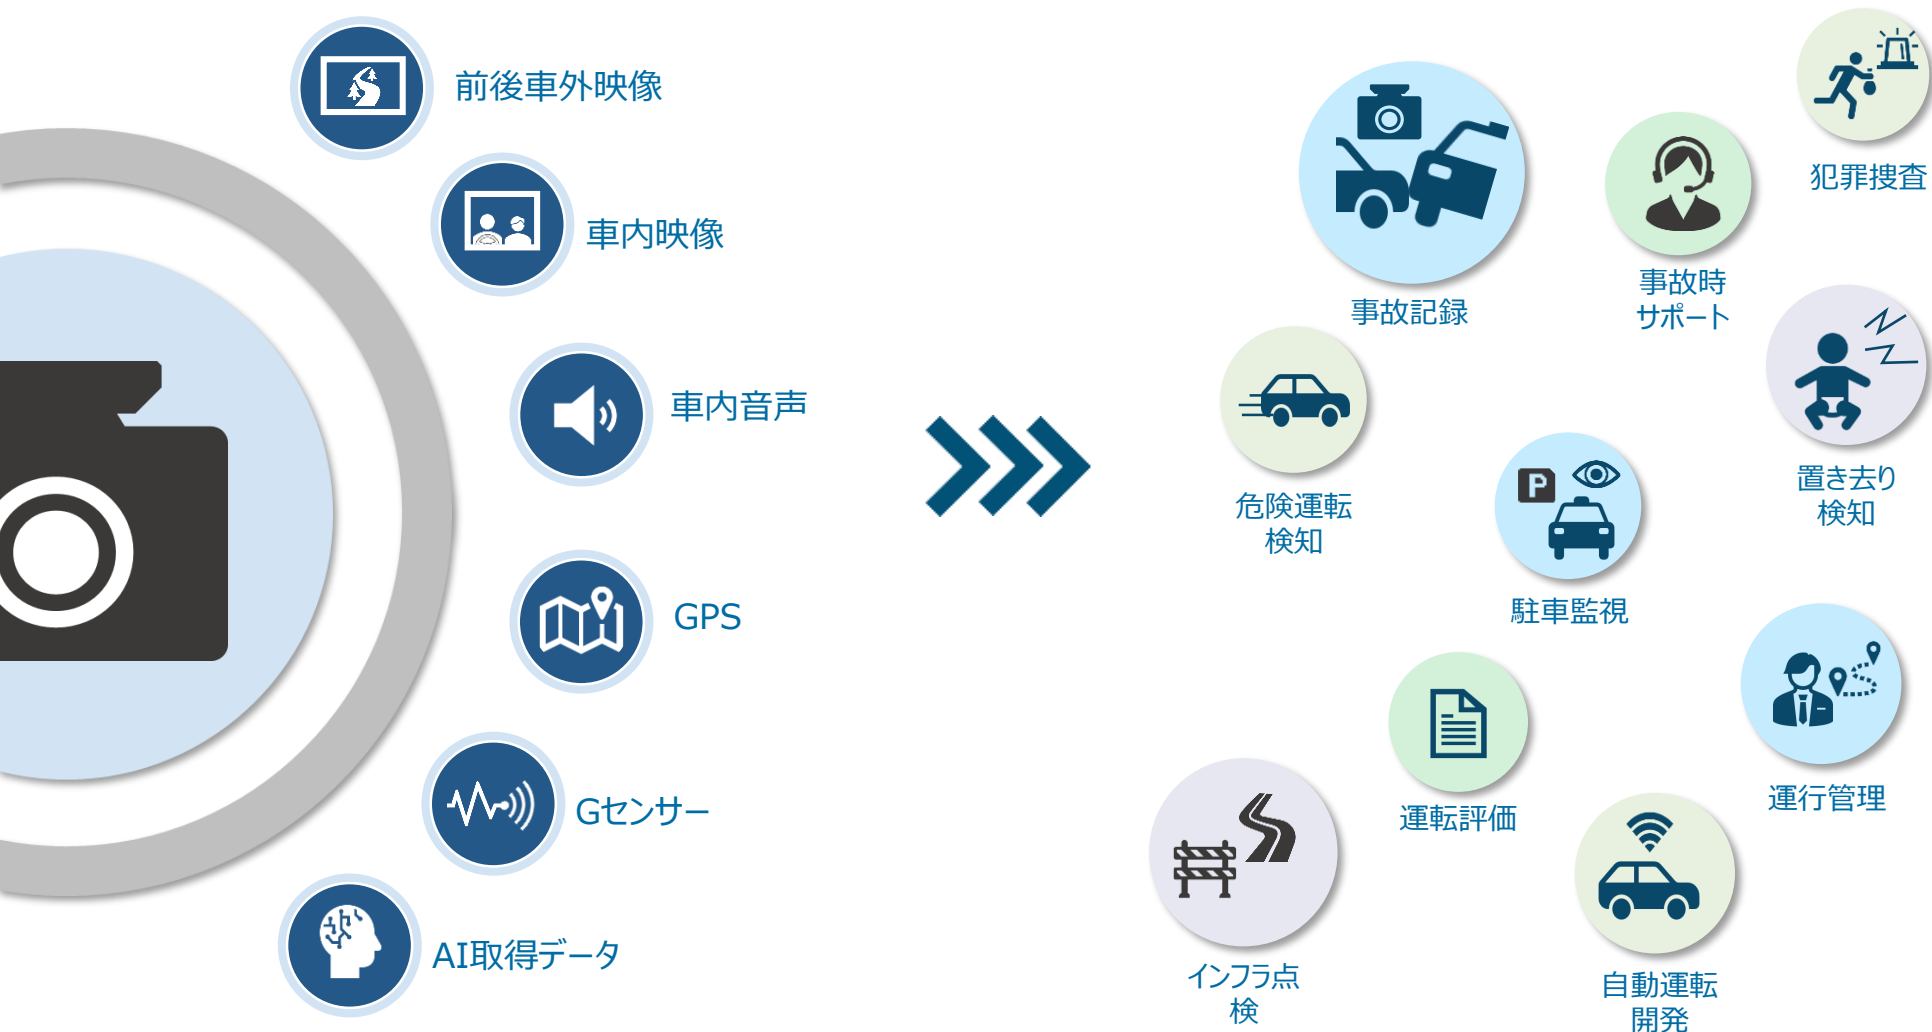 前後車外映像
車内映像
車内音声
GPS
Gセンサー
AI取得データ
犯罪捜査
事故記録
事故時
サポート
危険運転
検知
置き去り
検知
P
駐車監視
運転評価
運行管理
インフラ点
検
自動運転
開発